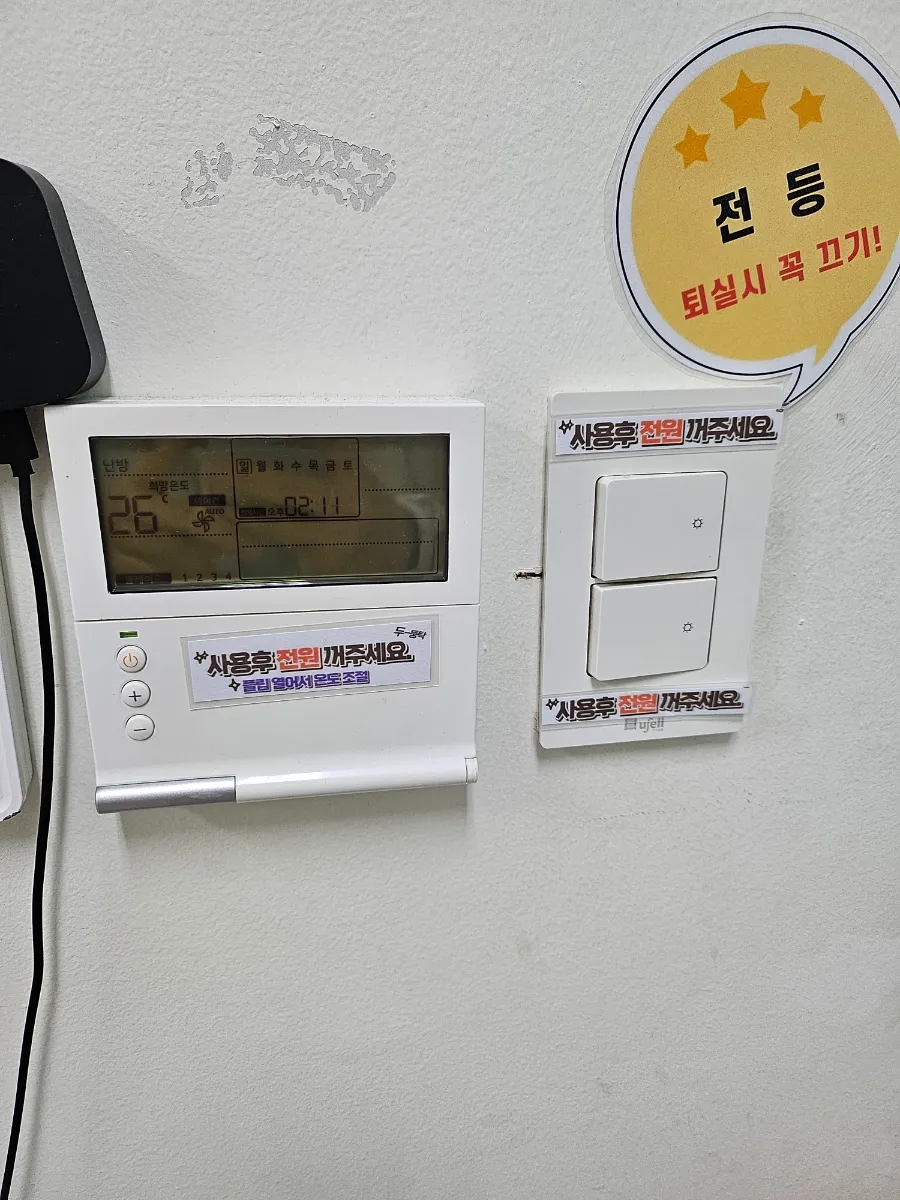 전 등
퇴실시 꼭 끄기!
사용후 전원 꺼주세요.
난방
희망온도
26°C
AUTO
일 월 화 수 목 금 토
오후 02:11
1 2 3 4
사용후 전원 꺼주세요.
클립 열어서 온도 조절
사용후 전원 꺼주세요.
ufell